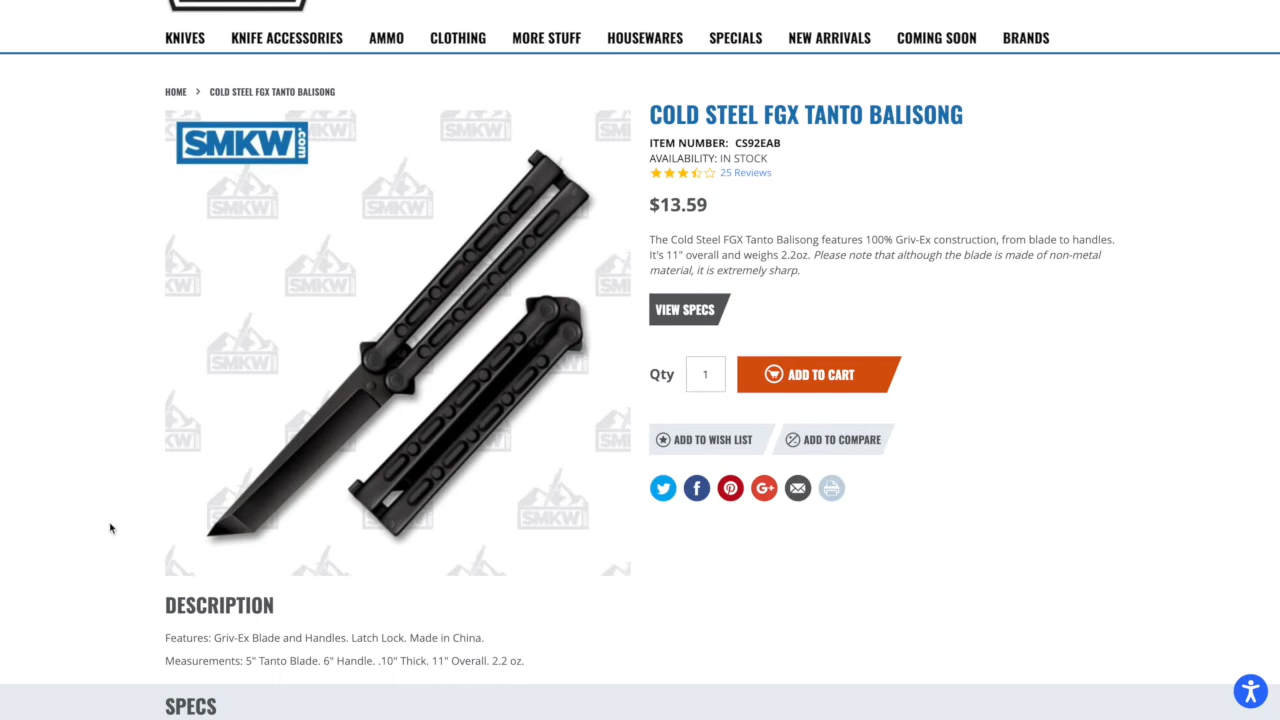 KNIVES KNIFE ACCESSORIES AMMO CLOTHING MORE STUFF HOUSEWARES SPECIALS NEW ARRIVALS COMING SOON BRANDS
HOME > COLD STEEL FGX TANTO BALISONG
SMKW.com
COLD STEEL FGX TANTO BALISONG
ITEM NUMBER: CS92EAB
AVAILABILITY: IN STOCK
25 Reviews
$13.59
The Cold Steel FGX Tanto Balisong features 100% Griv-Ex construction, from blade to handles.
It's 11" overall and weighs 2.2oz. Please note that although the blade is made of non-metal
material, it is extremely sharp.
VIEW SPECS
Qty 1 ADD TO CART
ADD TO WISH LIST ADD TO COMPARE
DESCRIPTION
Features: Griv-Ex Blade and Handles. Latch Lock. Made in China.
Measurements: 5" Tanto Blade. 6" Handle. .10" Thick. 11" Overall. 2.2 oz.
SPECS